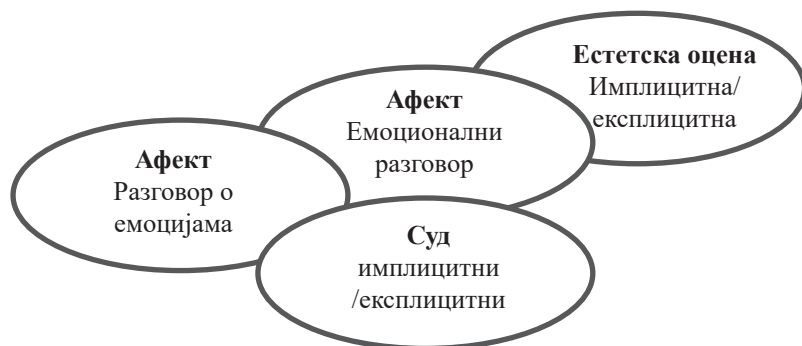 Естетска оцена
Имплицитна/
експлицитна
Афект
Емоционални
разговор
Афект
Разговор о
емоцијама
Суд
имплицитни
/експлицитни